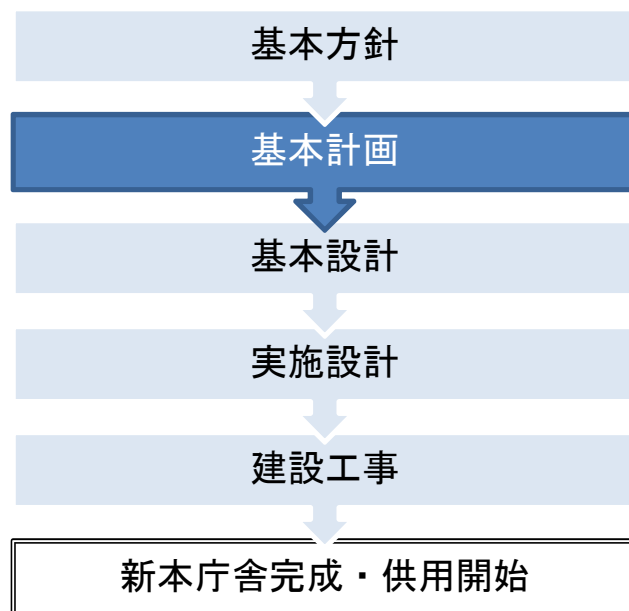 基本方針
基本計画
基本設計
実施設計
建設工事
新本庁舎完成・供用開始